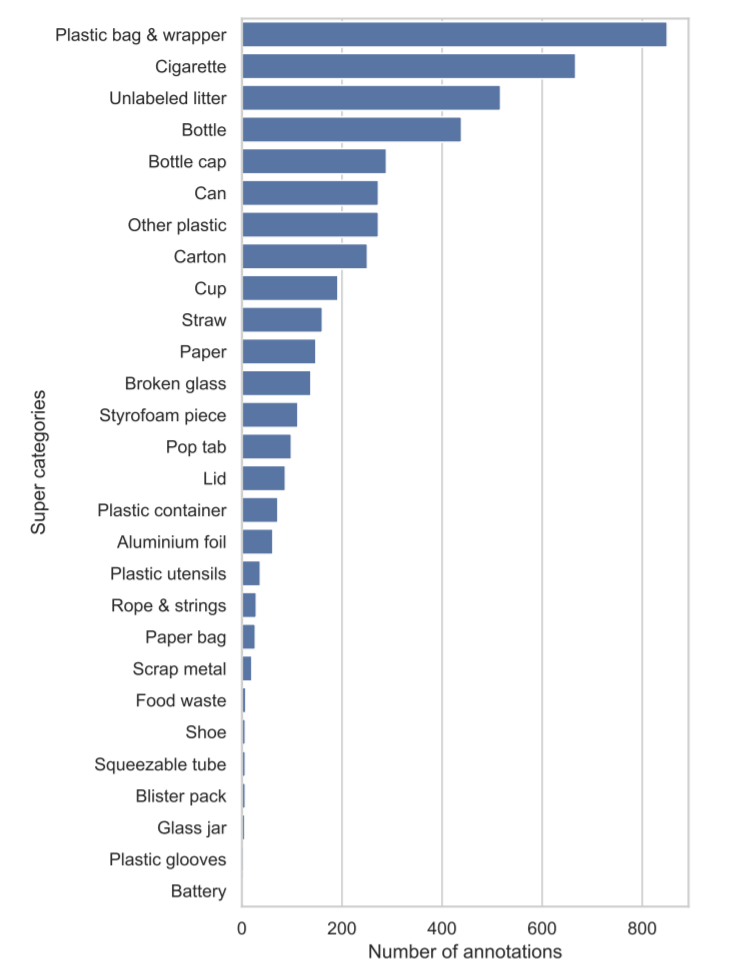 Plastic bag & wrapper
Cigarette
Unlabeled litter
Bottle
Bottle cap
Can
Other plastic
Carton
Cup
Straw
Paper
Broken glass
Styrofoam piece
Pop tab
Lid
Plastic container
Aluminium foil
Plastic utensils
Rope & strings
Paper bag
Scrap metal
Food waste
Shoe
Squeezable tube
Blister pack
Glass jar
Plastic glooves
Battery
Super categories
0 200 400 600 800
Number of annotations